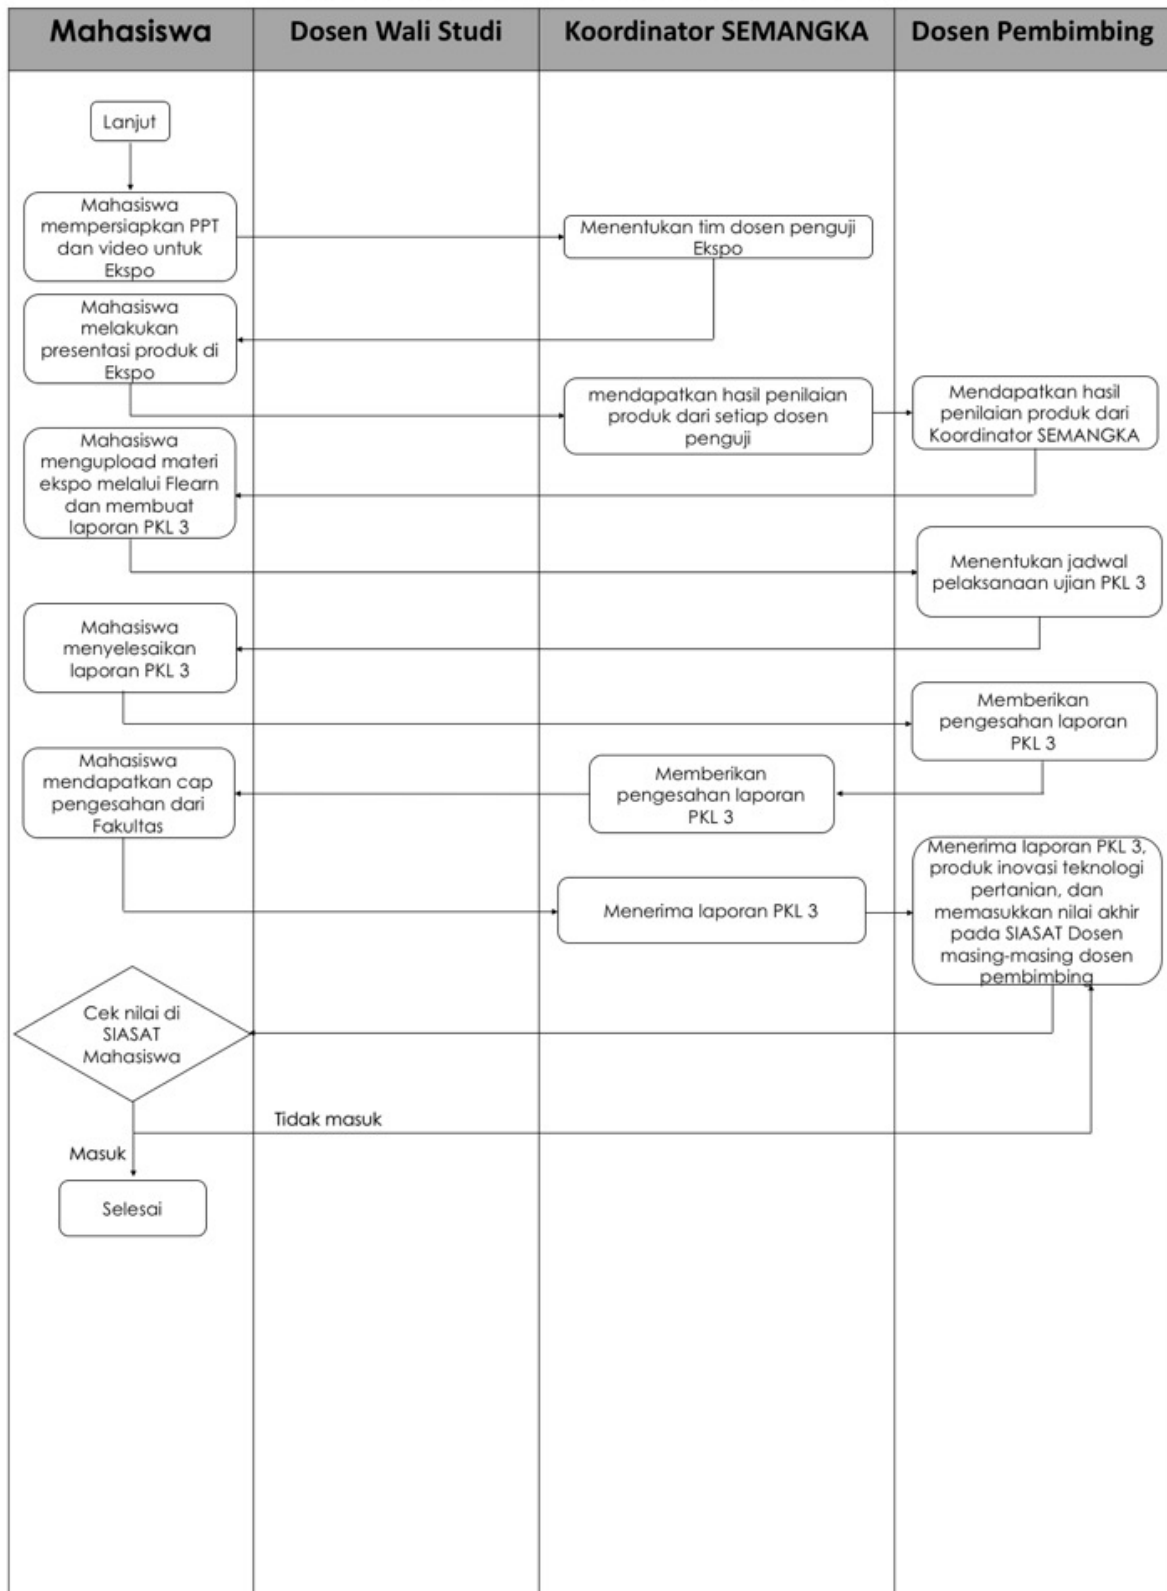 Mahasiswa
Dosen Wali Studi
Koordinator SEMANGKA
Dosen Pembimbing
Lanjut
Mahasiswa
mempersiapkan PPT
dan video untuk
Ekspo
Menentukan tim dosen penguji
Ekspo
Mahasiswa
melakukan
presentasi produk di
Ekspo
mendapatkan hasil penilaian
produk dari setiap dosen
penguji
Mendapatkan hasil
penilaian produk dari
Koordinator SEMANGKA
Mahasiswa
mengupload materi
ekspo melalui Flearn
dan membuat
laporan PKL 3
Menentukan jadwal
pelaksanaan ujian PKL 3
Mahasiswa
menyelesaikan
laporan PKL 3
Memberikan
pengesahan laporan
PKL 3
Memberikan
pengesahan laporan
PKL 3
Mahasiswa
mendapatkan cap
pengesahan dari
Fakultas
Menerima laporan PKL 3
Menerima laporan PKL 3,
produk inovasi teknologi
pertanian, dan
memasukkan nilai akhir
pada SIASAT Dosen
masing-masing dosen
pembimbing
Cek nilai di
SIASAT
Mahasiswa
Tidak masuk
Masuk
Selesai